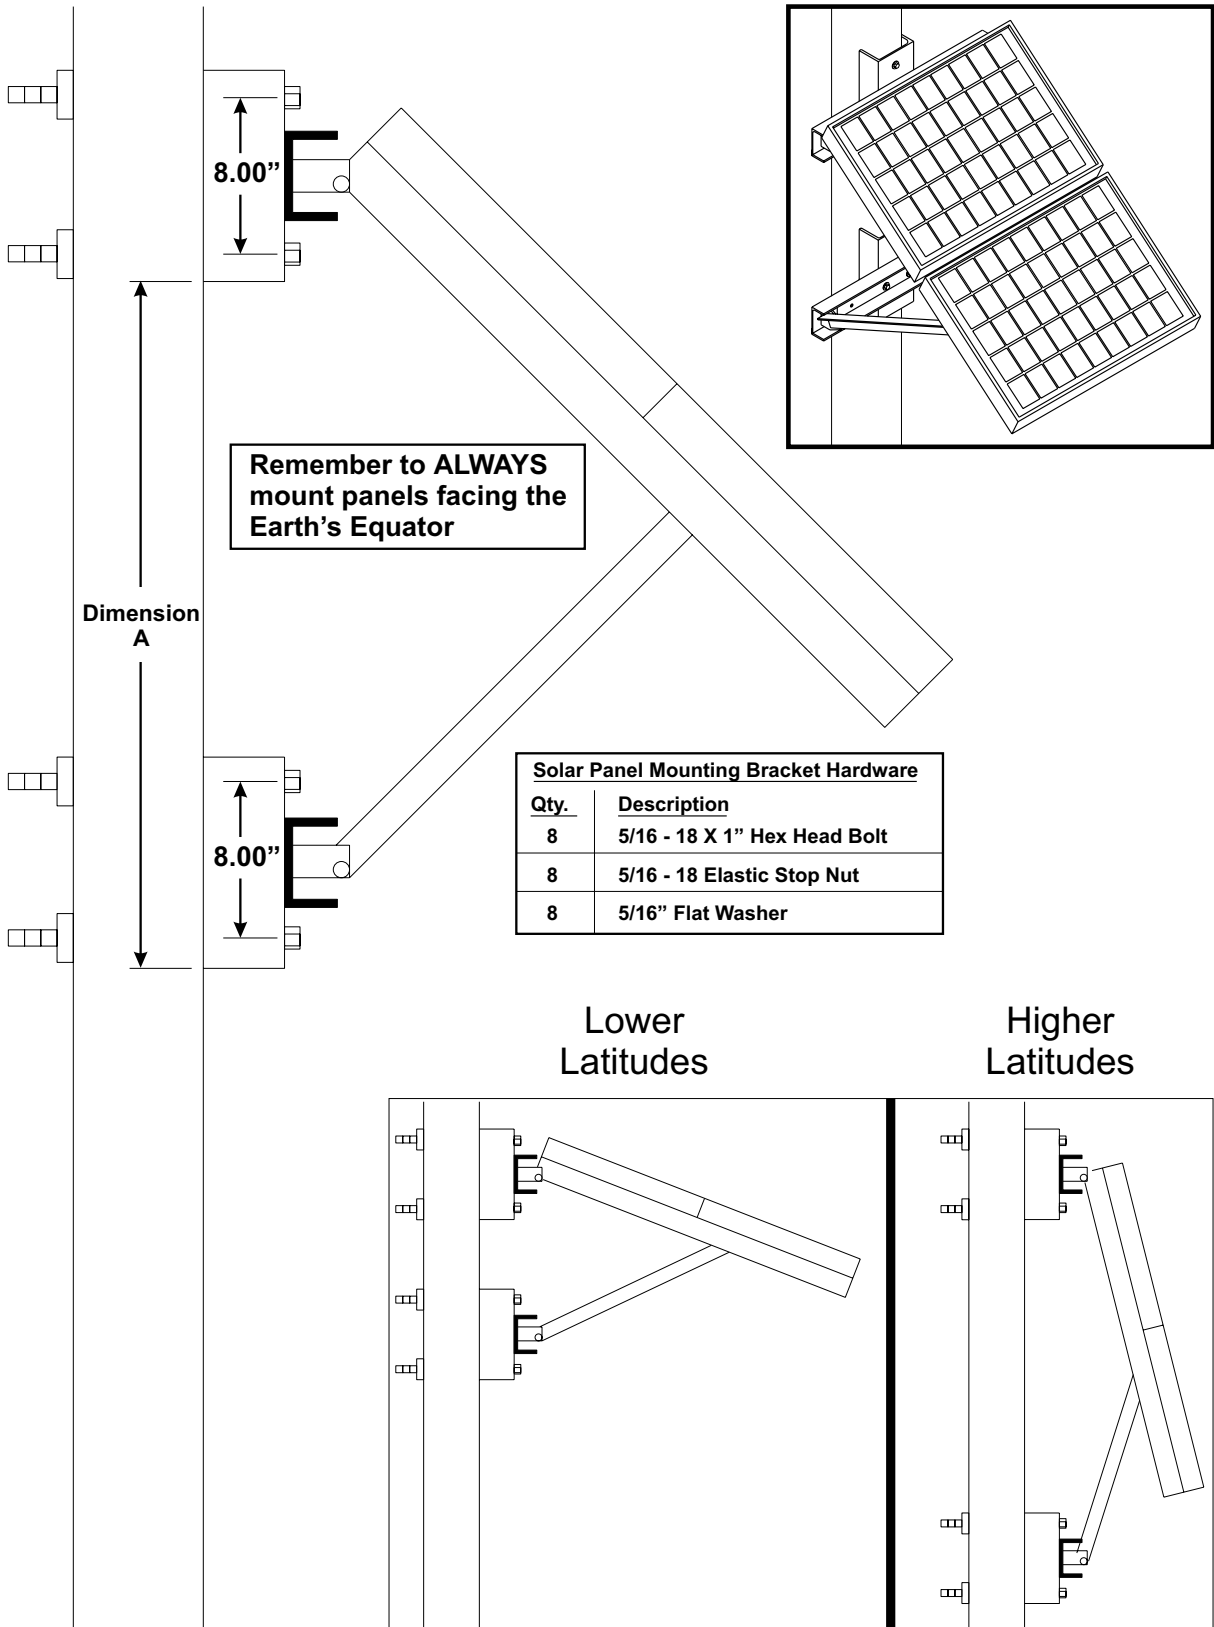 8.00”
Remember to ALWAYS
mount panels facing the
Earth’s Equator
Dimension
A
8.00”
Solar Panel Mounting Bracket Hardware
Qty. Description
8 5/16 - 18 X 1” Hex Head Bolt
8 5/16 - 18 Elastic Stop Nut
8 5/16” Flat Washer
Lower
Latitudes
Higher
Latitudes